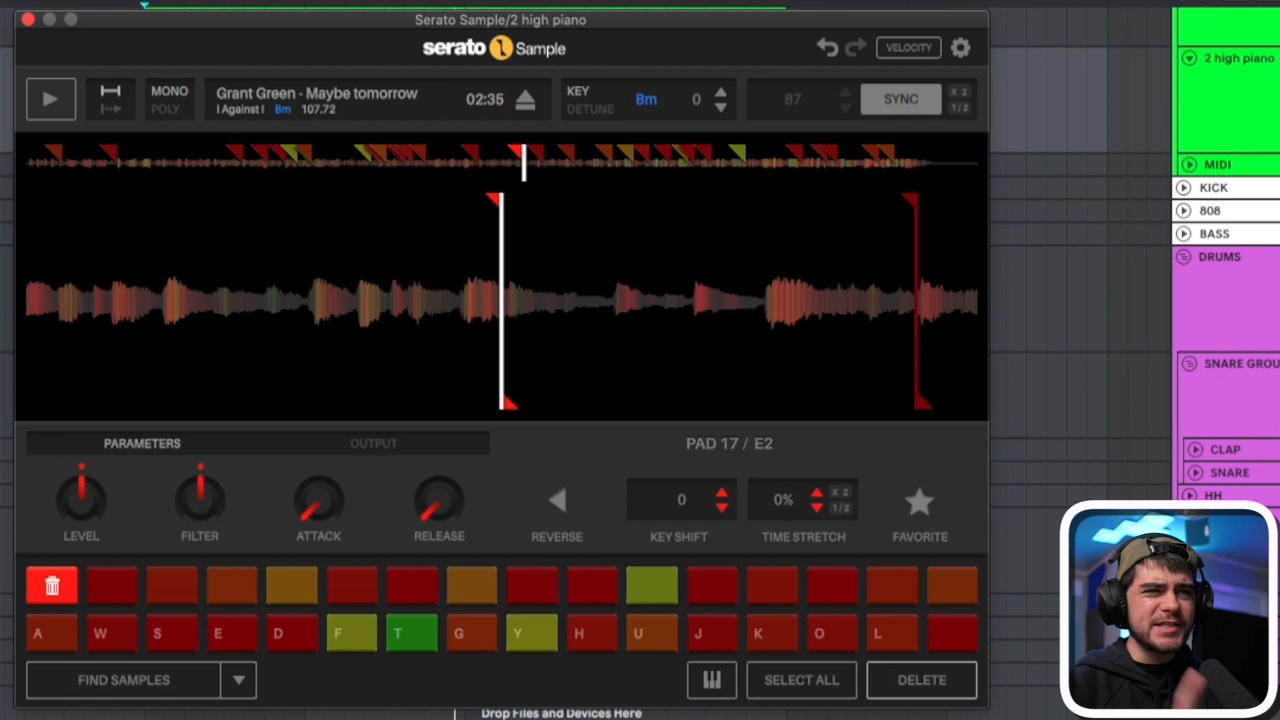 Serato Sample/2 high piano
serato Sample
VELOCITY
MONO
POLY
Grant Green - Maybe tomorrow
I Against I Bm 107.72
02:35
KEY
DETUNE
Bm
0
87
SYNC
X 2
1/2
2 high piano
MIDI
KICK
808
BASS
DRUMS
SNARE GROU
CLAP
SNARE
HH
PARAMETERS
OUTPUT
PAD 17 / E2
LEVEL
FILTER
ATTACK
RELEASE
REVERSE
0
KEY SHIFT
0%
X 2
1/2
TIME STRETCH
FAVORITE
A W S E D F T G Y H U J K O L
FIND SAMPLES
SELECT ALL
DELETE
Drop Files and Devices Here